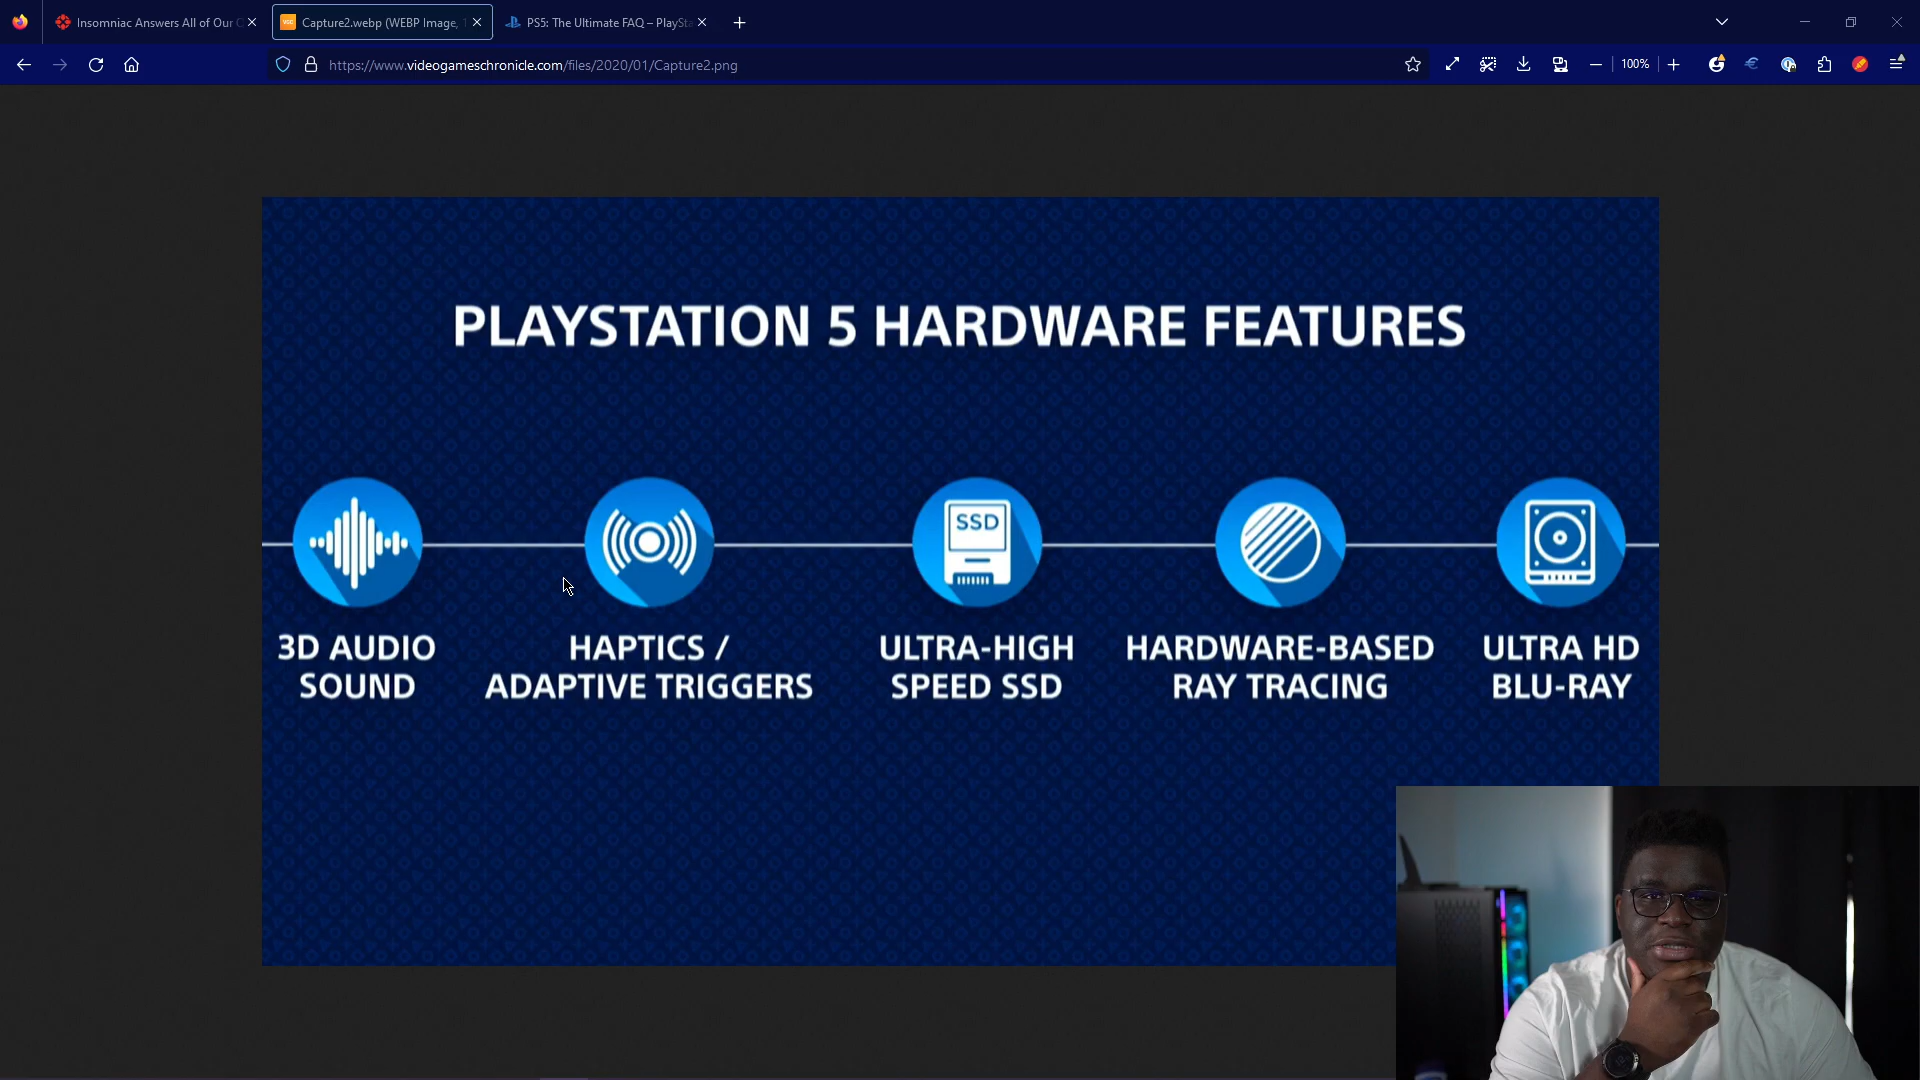 Insomniac Answers All of Our
Capture2.webp (WEBP Image,
PS5: The Ultimate FAQ – PlaySta
https://www.videogameschronicle.com/files/2020/01/Capture2.png
100%
PLAYSTATION 5 HARDWARE FEATURES
SSD
3D AUDIO
SOUND
HAPTICS /
ADAPTIVE TRIGGERS
ULTRA-HIGH
SPEED SSD
HARDWARE-BASED
RAY TRACING
ULTRA HD
BLU-RAY